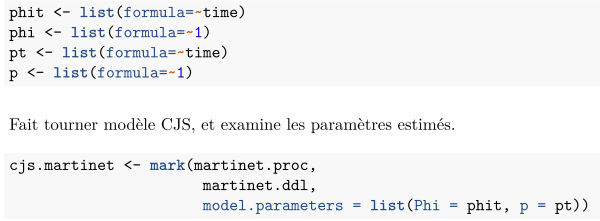 phit <- list(formula=~time)
phi <- list(formula=~1)
pt <- list(formula=~time)
p <- list(formula=~1)
Fait tourner modèle CJS, et examine les paramètres estimés.
cjs.martinet <- mark(martinet.proc,
martinet.ddl,
model.parameters = list(Phi = phit, p = pt))